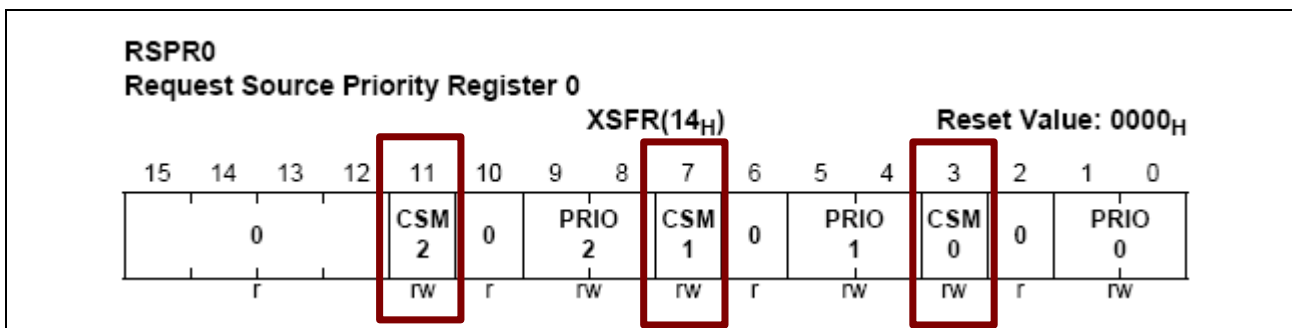 RSPR0
Request Source Priority Register 0
XSFR(14H) Reset Value: 0000H
15 14 13 12 11 10 9 8 7 6 5 4 3 2 1 0
0 CSM 2 0 PRIO 2 CSM 1 0 PRIO 1 CSM 0 0 PRIO 0
r rw r rw rw r rw rw r rw